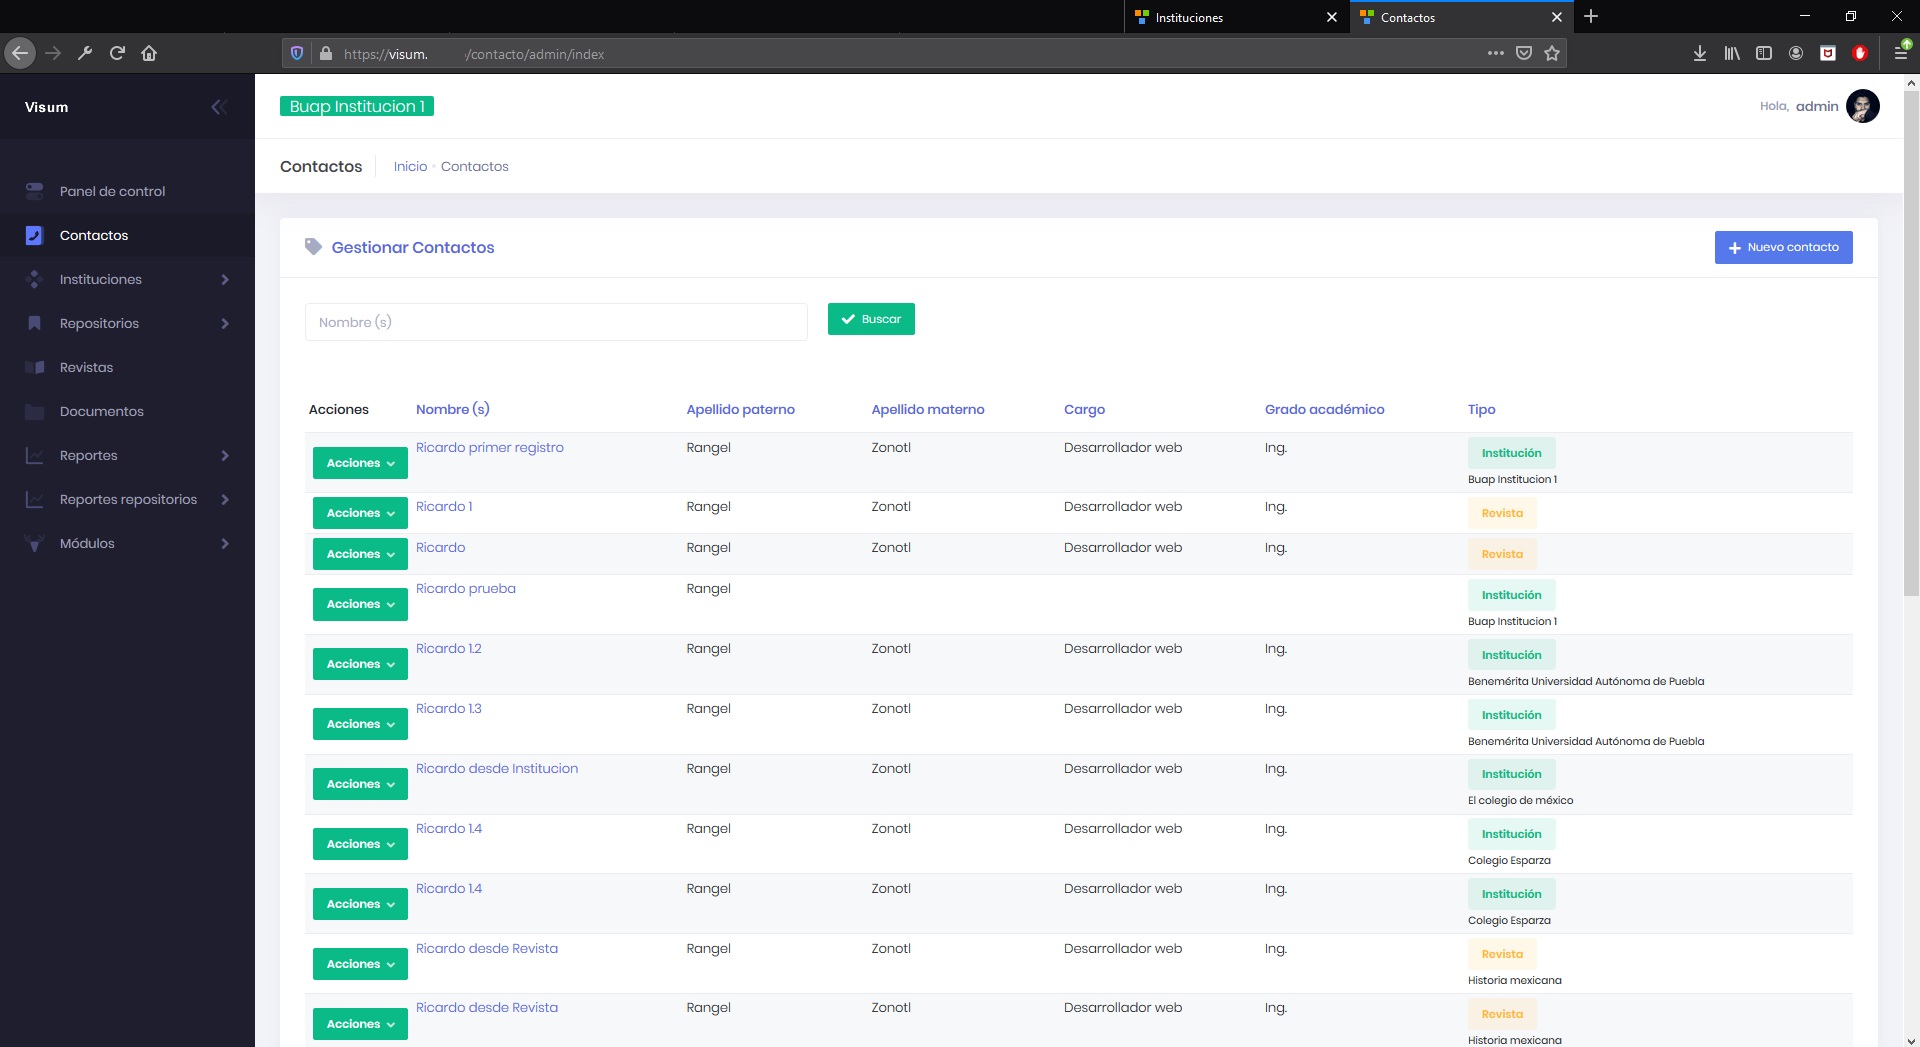 Instituciones
Contactos
https://visum. /contacto/admin/index
Visum
Buap Institucion 1
Hola, admin
Contactos
Inicio Contactos
Panel de control
Contactos
Instituciones
Repositorios
Revistas
Documentos
Reportes
Reportes repositorios
Módulos
Gestionar Contactos
Nuevo contacto
Nombre (s)
Buscar
Acciones Nombre (s) Apellido paterno Apellido materno Cargo Grado académico Tipo
Acciones Ricardo primer registro Rangel Zonotl Desarrollador web Ing. Institución
Buap Institucion 1
Acciones Ricardo 1 Rangel Zonotl Desarrollador web Ing. Revista
Acciones Ricardo Rangel Zonotl Desarrollador web Ing. Revista
Acciones Ricardo prueba Rangel Institución
Buap Institucion 1
Acciones Ricardo 1.2 Rangel Zonotl Desarrollador web Ing. Institución
Benemérita Universidad Autónoma de Puebla
Acciones Ricardo 1.3 Rangel Zonotl Desarrollador web Ing. Institución
Benemérita Universidad Autónoma de Puebla
Acciones Ricardo desde Institucion Rangel Zonotl Desarrollador web Ing. Institución
El colegio de méxico
Acciones Ricardo 1.4 Rangel Zonotl Desarrollador web Ing. Institución
Colegio Esparza
Acciones Ricardo 1.4 Rangel Zonotl Desarrollador web Ing. Institución
Colegio Esparza
Acciones Ricardo desde Revista Rangel Zonotl Desarrollador web Ing. Revista
Historia mexicana
Acciones Ricardo desde Revista Rangel Zonotl Desarrollador web Ing. Revista
Historia mexicana